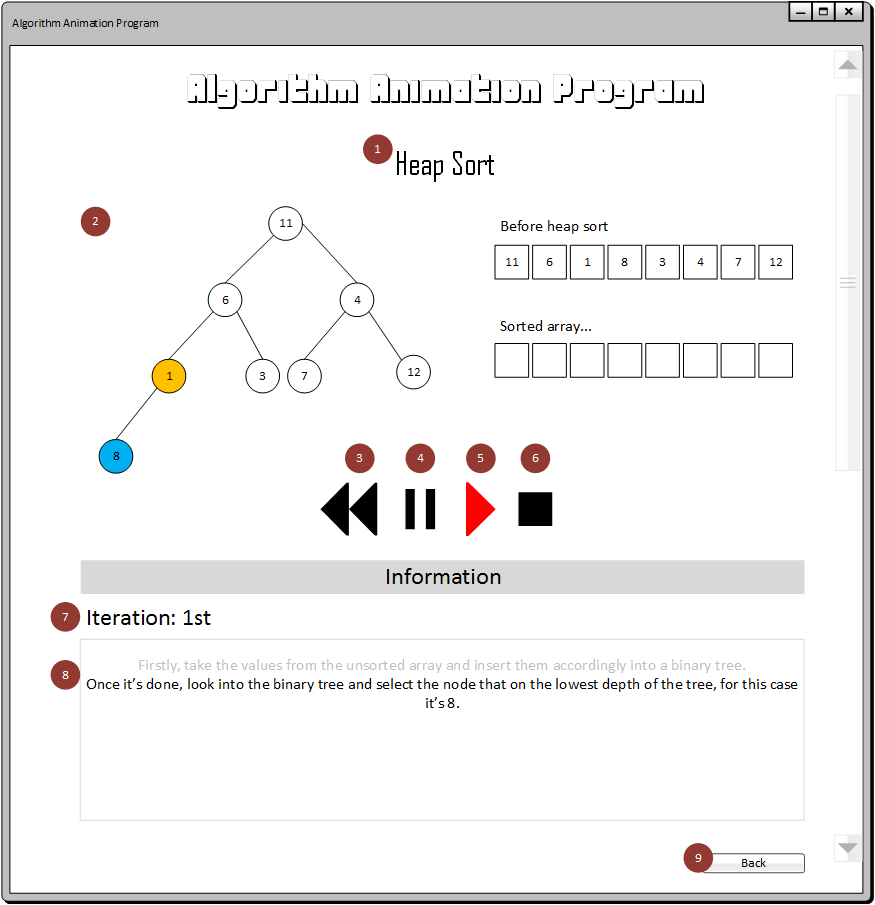 Algorithm Animation Program
Algorithm Animation Program
1
Heap Sort
2
11
6
4
1
3
7
12
8
Before heap sort
11 6 1 8 3 4 7 12
Sorted array...
3 4 5 6
Information
7 Iteration: 1st
8
Firstly, take the values from the unsorted array and insert them accordingly into a binary tree.
Once it's done, look into the binary tree and select the node that on the lowest depth of the tree, for this case
it's 8.
9 Back